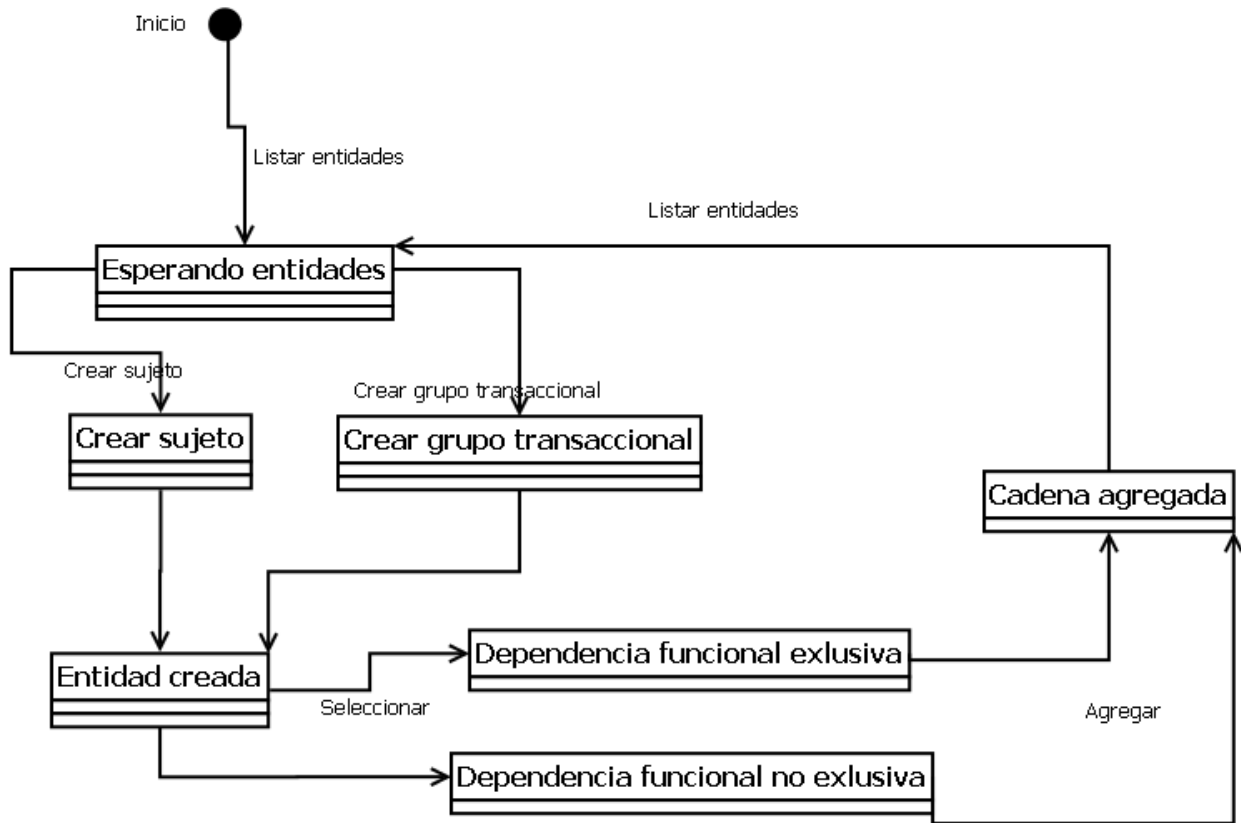 Inicio
Listar entidades
Listar entidades
Esperando entidades
Crear sujeto
Crear grupo transaccional
Crear sujeto
Crear grupo transaccional
Cadena agregada
Dependencia funcional exlusiva
Entidad creada
Seleccionar
Agregar
Dependencia funcional no exlusiva